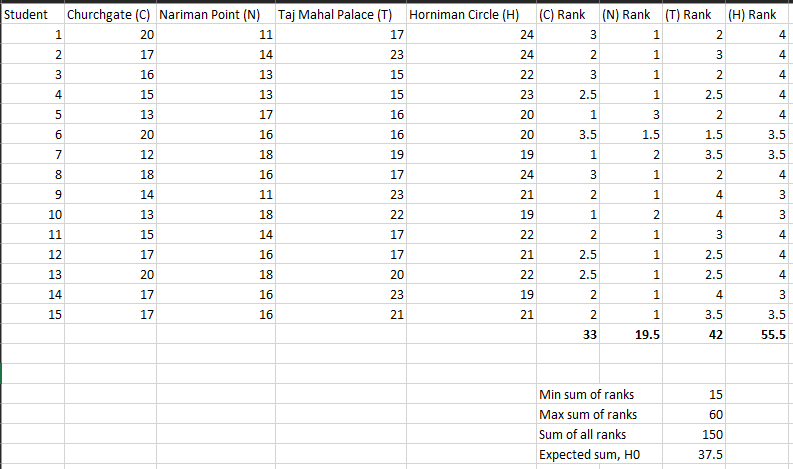 Student Churchgate (C) Nariman Point (N) Taj Mahal Palace (T) Horniman Circle (H) (C) Rank (N) Rank (T) Rank (H) Rank
1 20 11 17 24 3 1 2 4
2 17 14 23 24 2 1 3 4
3 16 13 15 22 3 1 2 4
4 15 13 15 23 2.5 1 2.5 4
5 13 17 16 20 1 3 2 4
6 20 16 16 20 3.5 1.5 1.5 3.5
7 12 18 19 19 1 2 3.5 3.5
8 18 16 17 24 3 1 2 4
9 14 11 23 21 2 1 4 3
10 13 18 22 19 1 2 4 3
11 15 14 17 22 2 1 3 4
12 17 16 17 21 2.5 1 2.5 4
13 20 18 20 22 2.5 1 2.5 4
14 17 16 23 19 2 1 4 3
15 17 16 21 21 2 1 3.5 3.5
33 19.5 42 55.5
Min sum of ranks 15
Max sum of ranks 60
Sum of all ranks 150
Expected sum, H0 37.5